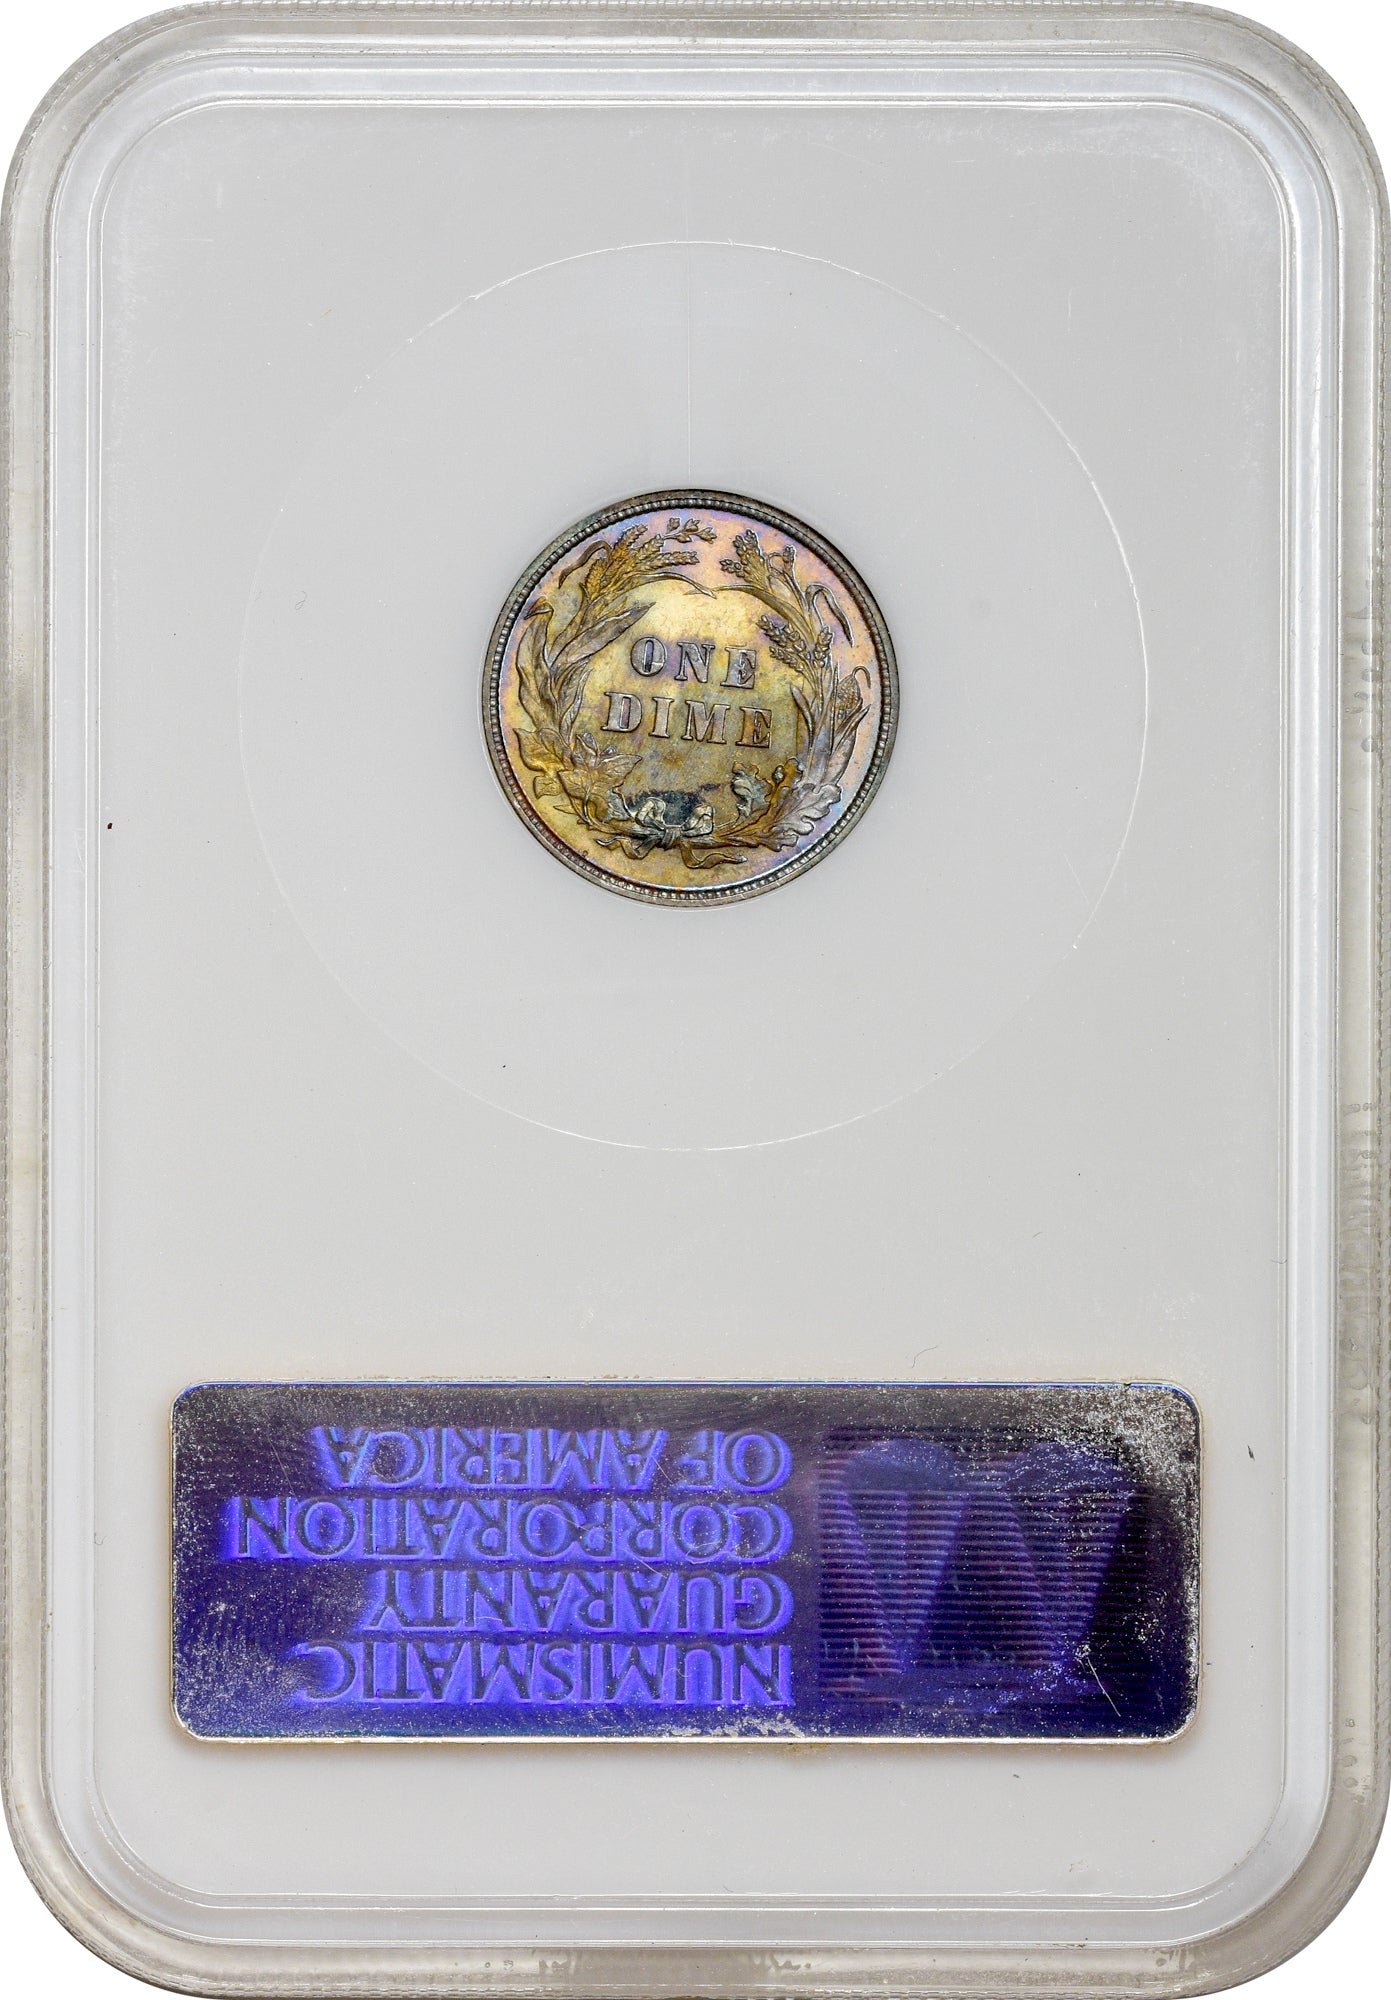 ONE
DIME
NUMISMATIC
GUARANTY
CORPORATION
OF AMERICA